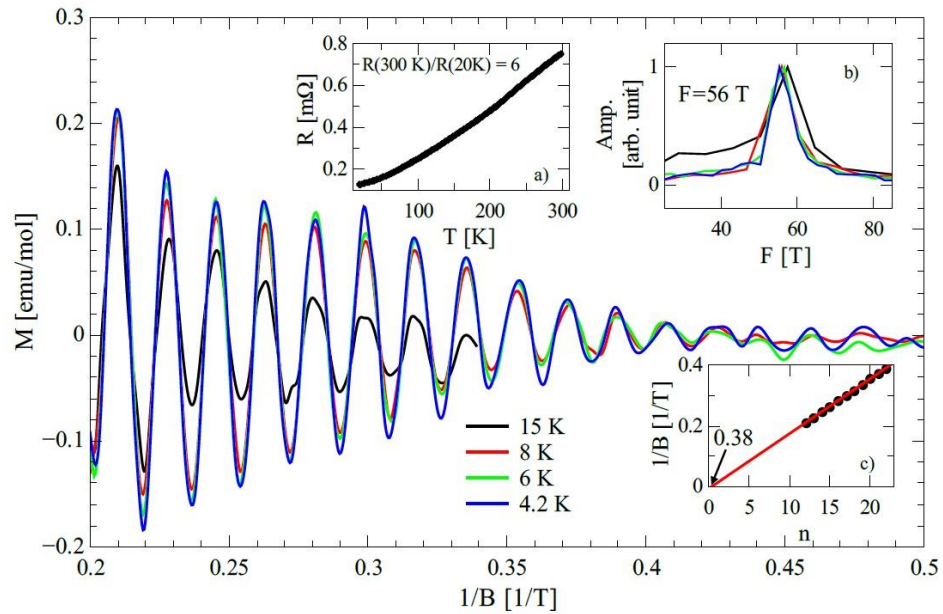 M [emu/mol]
0.2
0.1
0
−0.1
−0.2
0.2
0.25
0.3
0.35
0.4
0.45
0.5
1/B [1/T]
R [mΩ]
0.8
0.6
0.4
0.2
R(300 K)/R(20K) = 6
a)
100
200
300
T [K]
Amp.
[arb. unit]
1
0
F=56 T
b)
40
60
80
F [T]
15 K
8 K
6 K
4.2 K
1/B [1/T]
0.4
0.2
0
0.38
c)
0
5
10
15
20
n